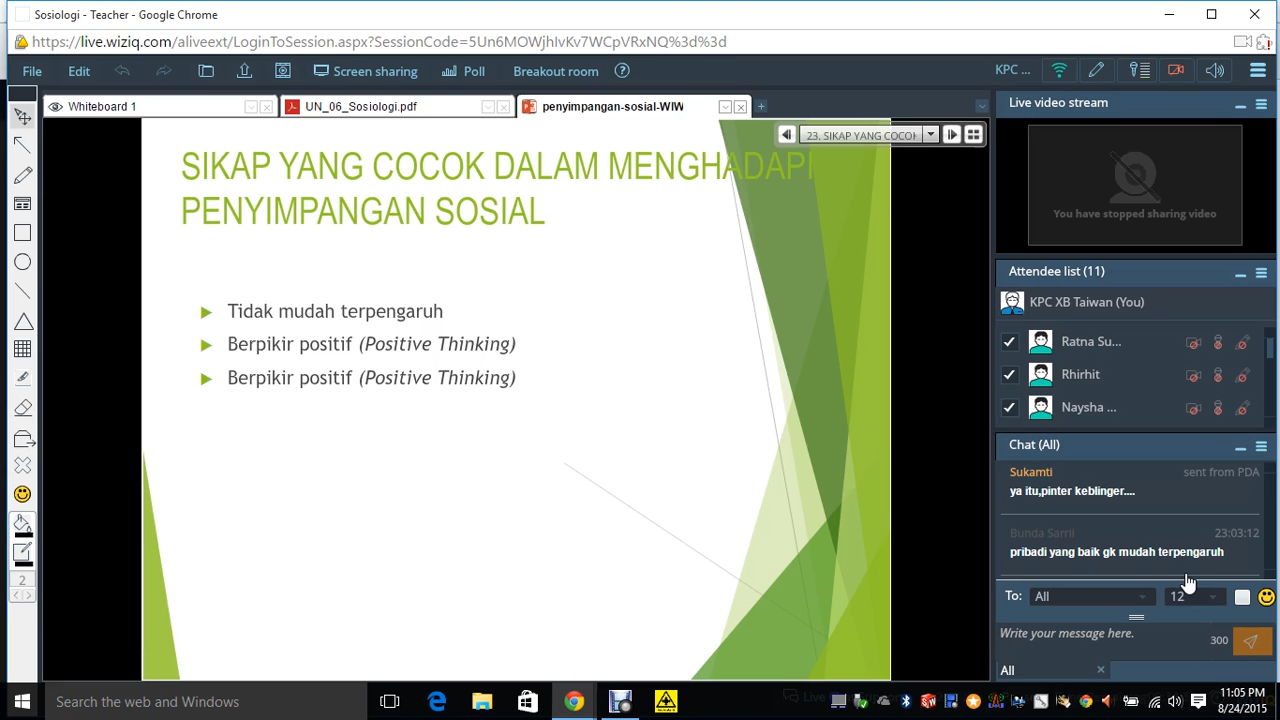 Sosiologi - Teacher - Google Chrome
https://live.wiziq.com/aliveext/LoginToSession.aspx?SessionCode=5Un6MOWjhIvKv7WCpVRxNQ%3d%3d
File Edit Screen sharing Poll Breakout room ? KPC ...
Whiteboard 1 UN_06_Sosiologi.pdf penyimpangan-sosial-WIW
23. SIKAP YANG COCOK
SIKAP YANG COCOK DALAM MENGHADAPI
PENYIMPANGAN SOSIAL
Tidak mudah terpengaruh
Berpikir positif (Positive Thinking)
Berpikir positif (Positive Thinking)
2
Live video stream
You have stopped sharing video
Attendee list (11)
KPC XB Taiwan (You)
Ratna Su...
Rhirhit
Naysha ...
Chat (All)
Sukamti sent from PDA
ya itu,pinter keblinger....
Bunda Sarrii 23:03:12
pribadi yang baik gk mudah terpengaruh
To: All 12
Write your message here. 300
All
Search the web and Windows
11:05 PM
8/24/2015